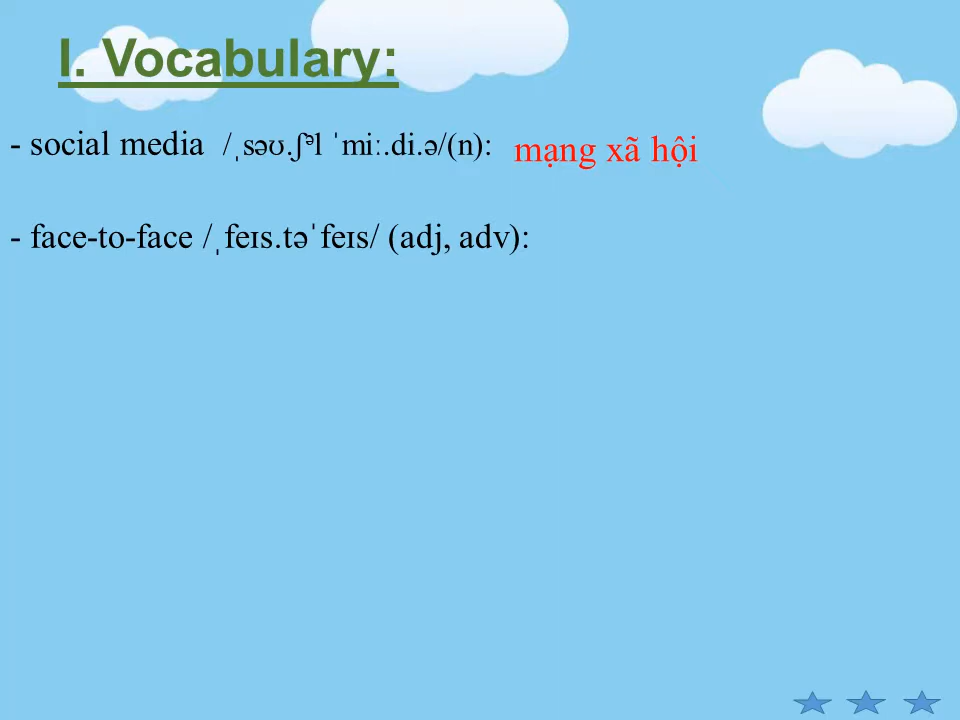 I. Vocabulary:
- social media /ˌsəʊ.ʃᵊl ˈmiː.di.ə/(n): mạng xã hội
- face-to-face /ˌfeɪs.təˈfeɪs/ (adj, adv):